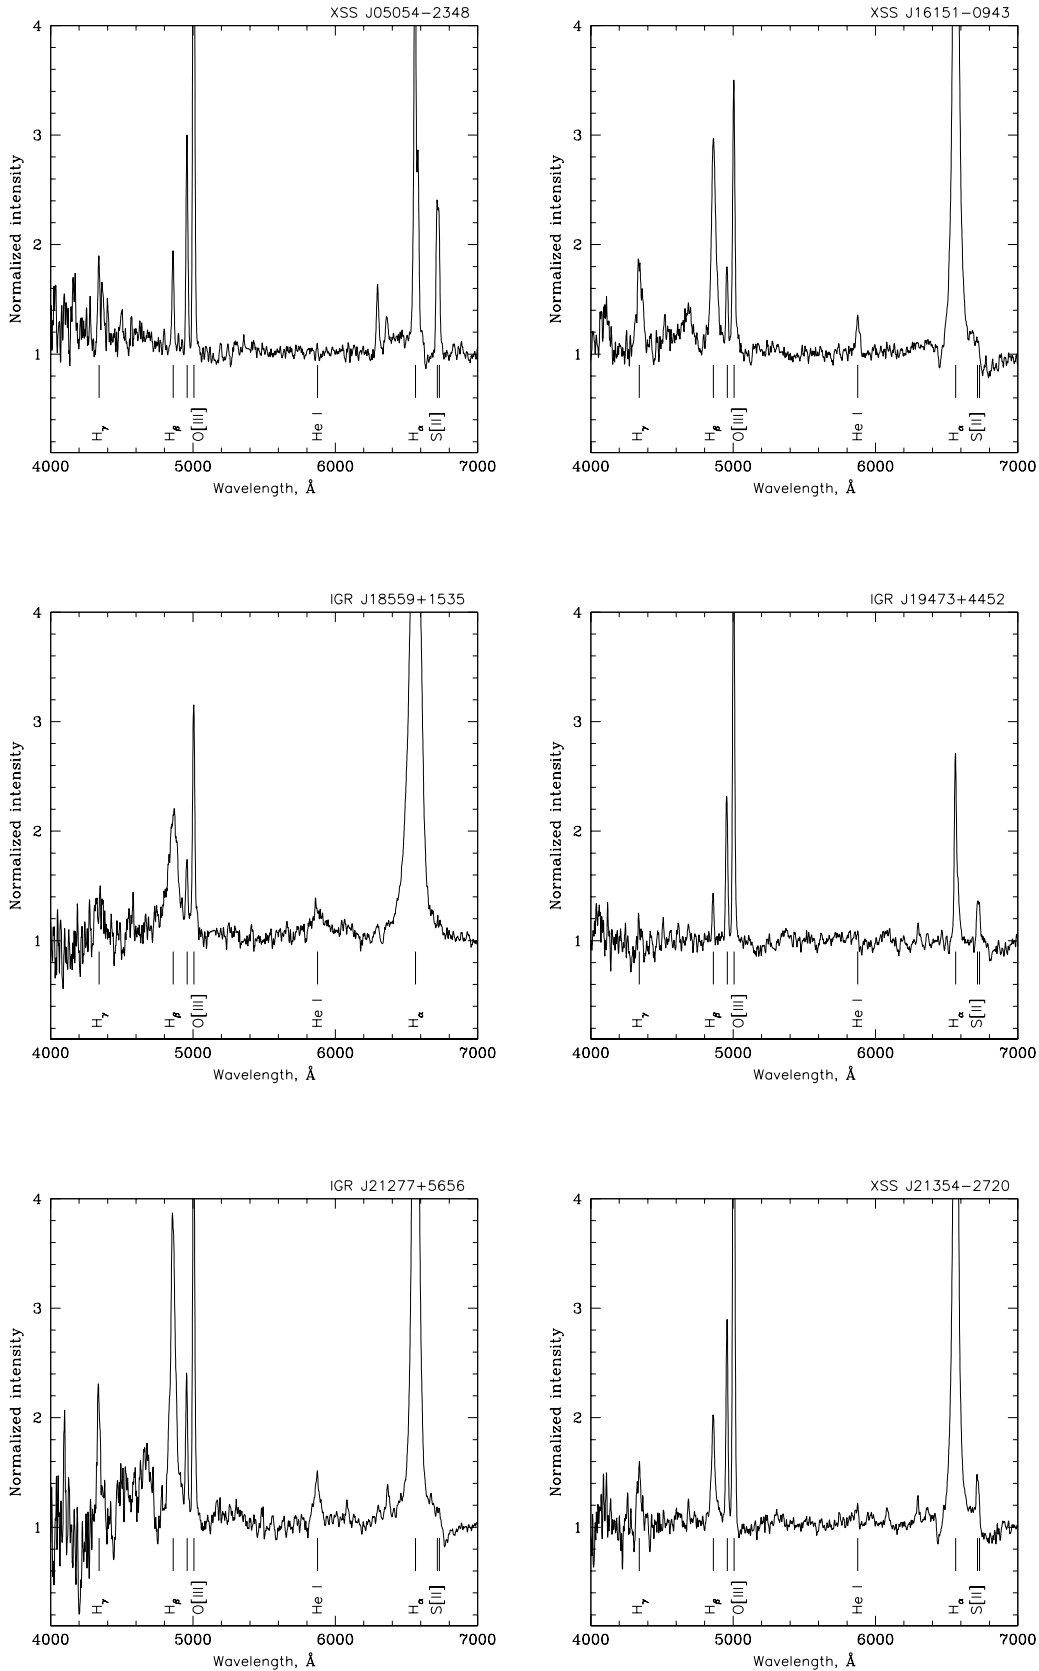 XSS J05054−2348
4
3
2
1
Normalized intensity
Hγ
Hβ
O[III]
He I
Hα
S[II]
4000 5000 6000 7000
Wavelength, Å
XSS J16151−0943
4
3
2
1
Normalized intensity
Hγ
Hβ
O[III]
He I
Hα
S[II]
4000 5000 6000 7000
Wavelength, Å
IGR J18559+1535
4
3
2
1
Normalized intensity
Hγ
Hβ
O[III]
He I
Hα
4000 5000 6000 7000
Wavelength, Å
IGR J19473+4452
4
3
2
1
Normalized intensity
Hγ
Hβ
O[III]
He I
Hα
S[II]
4000 5000 6000 7000
Wavelength, Å
IGR J21277+5656
4
3
2
1
Normalized intensity
Hγ
Hβ
O[III]
He I
Hα
S[II]
4000 5000 6000 7000
Wavelength, Å
XSS J21354−2720
4
3
2
1
Normalized intensity
Hγ
Hβ
O[III]
He I
Hα
S[II]
4000 5000 6000 7000
Wavelength, Å